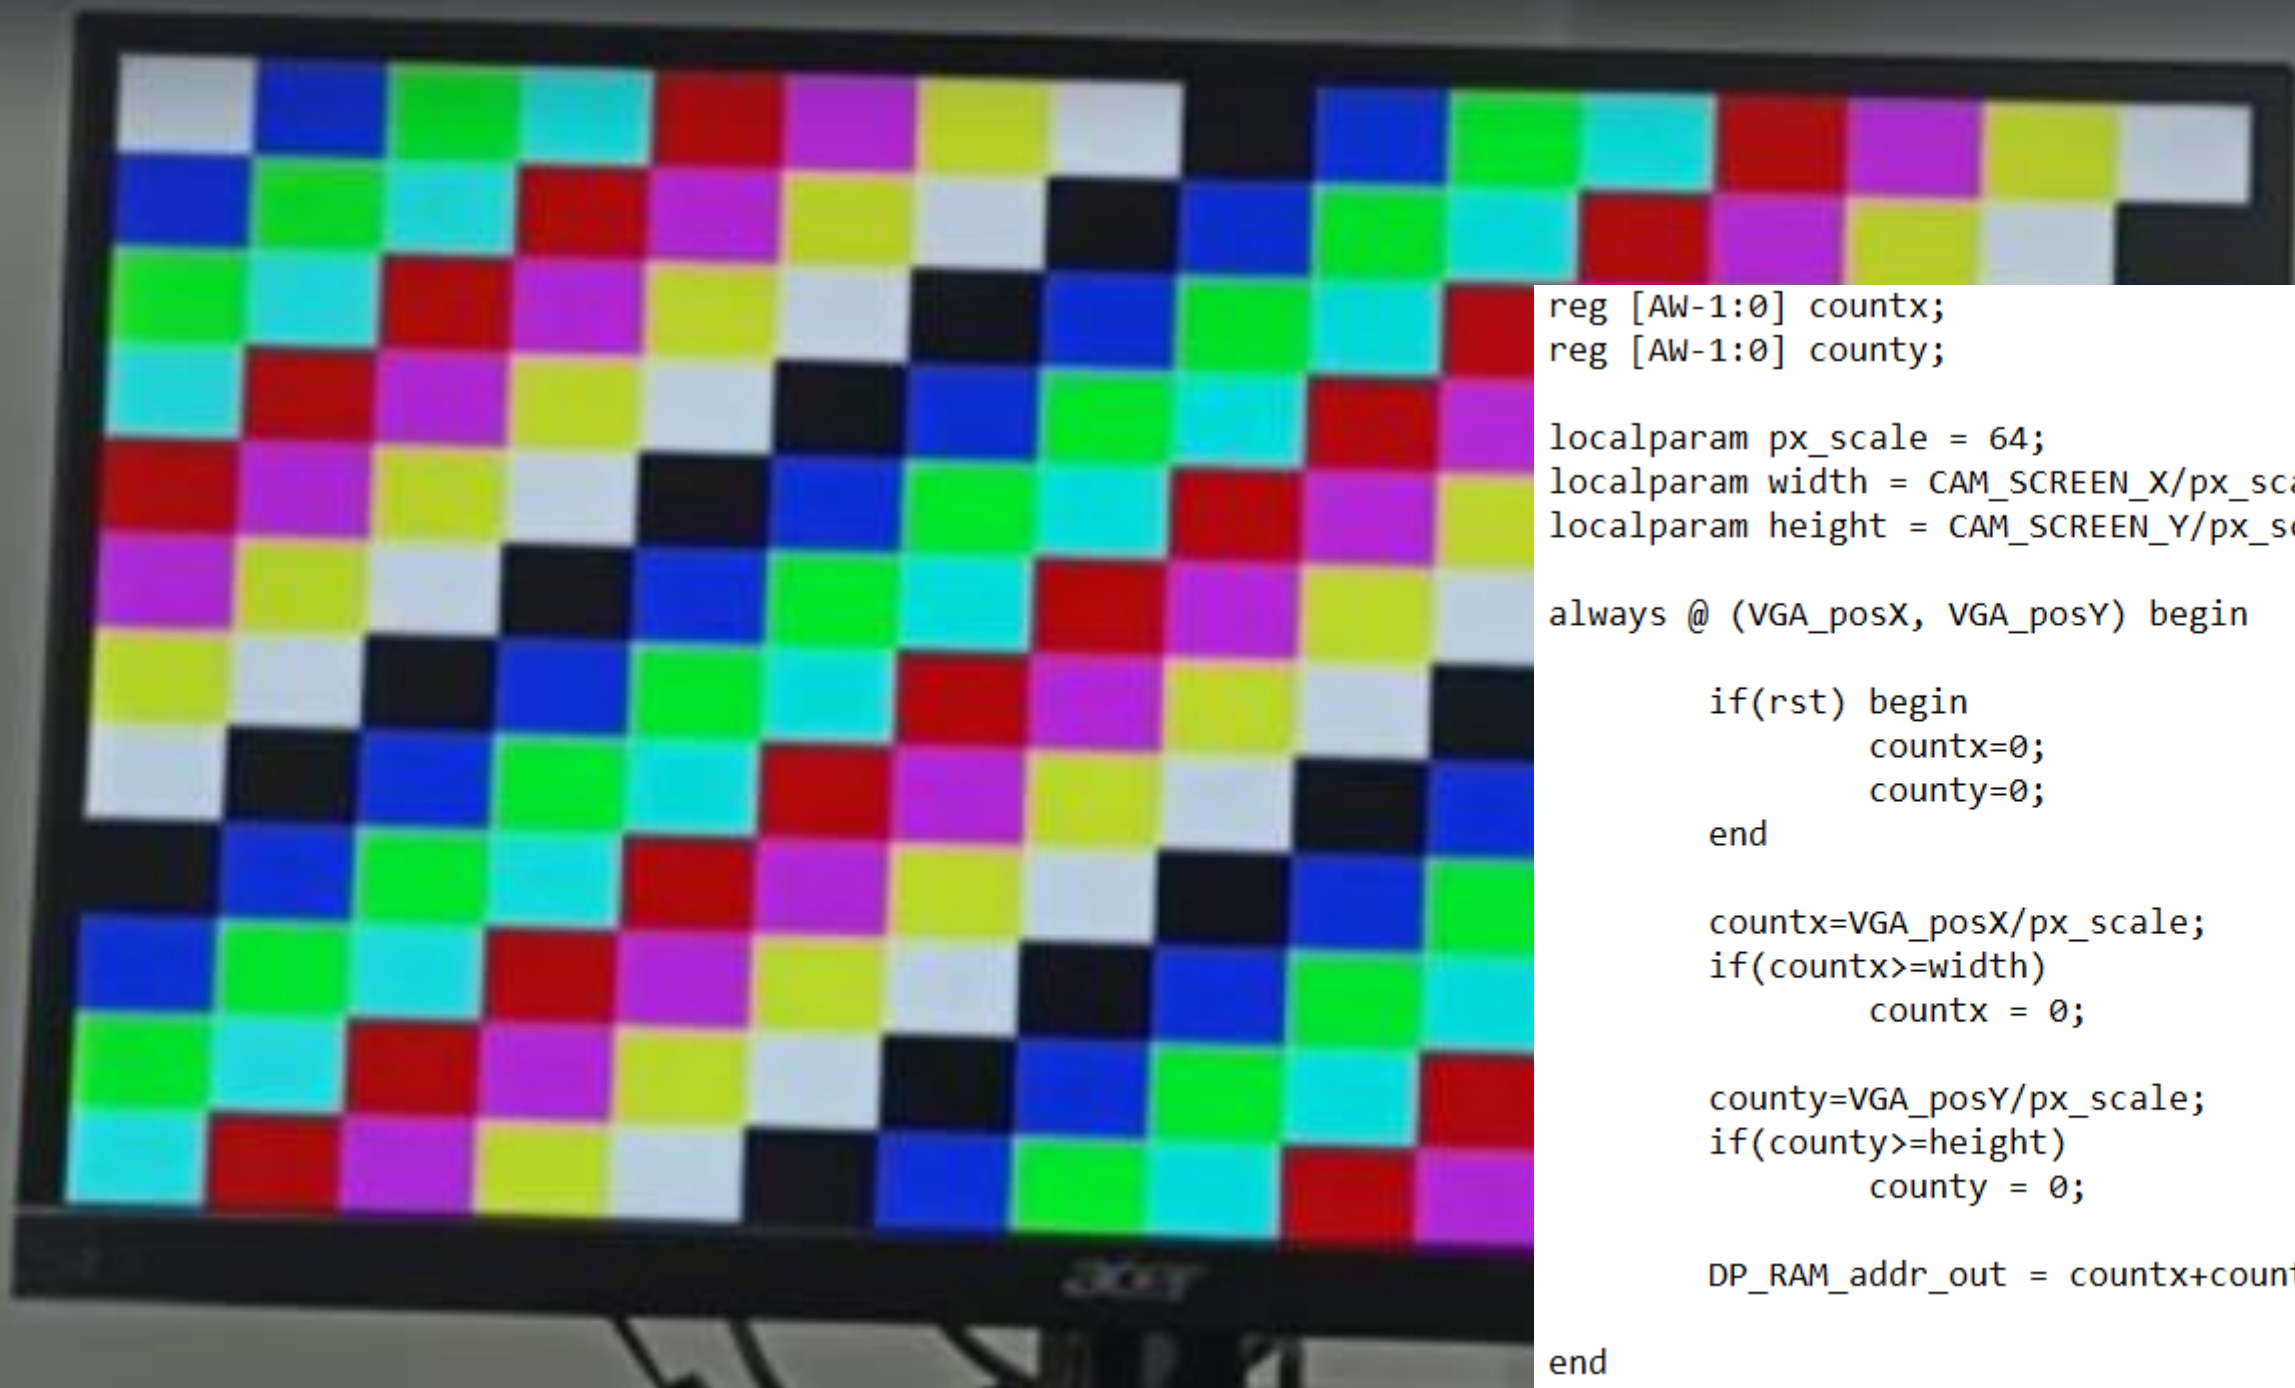 reg [AW-1:0] countx;
reg [AW-1:0] county;
localparam px_scale = 64;
localparam width = CAM_SCREEN_X/px_sca
localparam height = CAM_SCREEN_Y/px_sc
always @ (VGA_posX, VGA_posY) begin
if(rst) begin
countx=0;
county=0;
end
countx=VGA_posX/px_scale;
if(countx>=width)
countx = 0;
county=VGA_posY/px_scale;
if(county>=height)
county = 0;
DP_RAM_addr_out = countx+count
end
acer